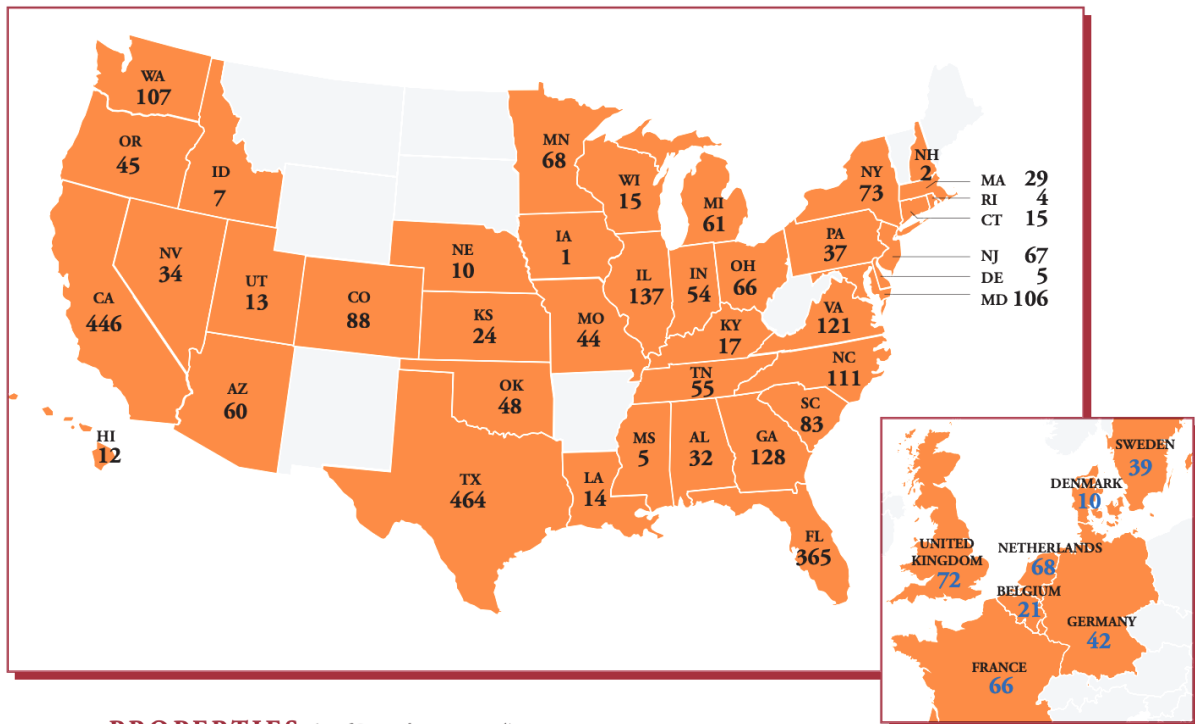 WA
107
OR
45
ID
7
NV
34
CA
446
UT
13
AZ
60
CO
88
HI
12
NE
10
KS
24
OK
48
TX
464
MN
68
IA
1
MO
44
WI
15
IL
137
MI
61
IN
54
OH
66
KY
17
TN
55
MS
5
AL
32
GA
128
LA
14
FL
365
SC
83
NC
111
VA
121
PA
37
NY
73
NH
2
MA 29
RI 4
CT 15
NJ 67
DE 5
MD 106
SWEDEN
39
DENMARK
10
UNITED
KINGDOM
72
NETHERLANDS
68
BELGIUM
21
GERMANY
42
FRANCE
66
PROPERTIES